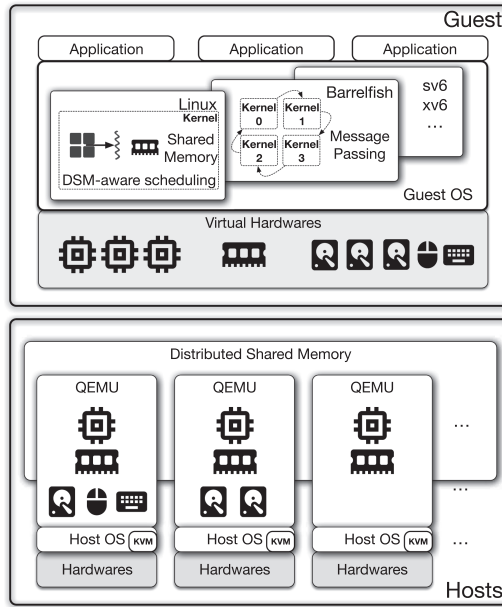 Guest
Application
Application
Application
Linux
Kernel
Shared
Memory
DSM-aware scheduling
Barrelfish
Kernel
0
Kernel
1
Kernel
2
Kernel
3
Message
Passing
sv6
xv6
...
Guest OS
Virtual Hardwares
Distributed Shared Memory
QEMU
QEMU
QEMU
...
...
Host OS KVM
Host OS KVM
Host OS KVM
...
Hardwares
Hardwares
Hardwares
Hosts